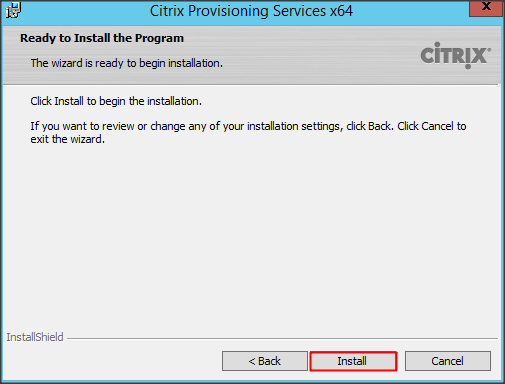 Citrix Provisioning Services x64
x
Ready to Install the Program
The wizard is ready to begin installation.
CITRIX®
Click Install to begin the installation.
If you want to review or change any of your installation settings, click Back. Click Cancel to
exit the wizard.
InstallShield
< Back
Install
Cancel